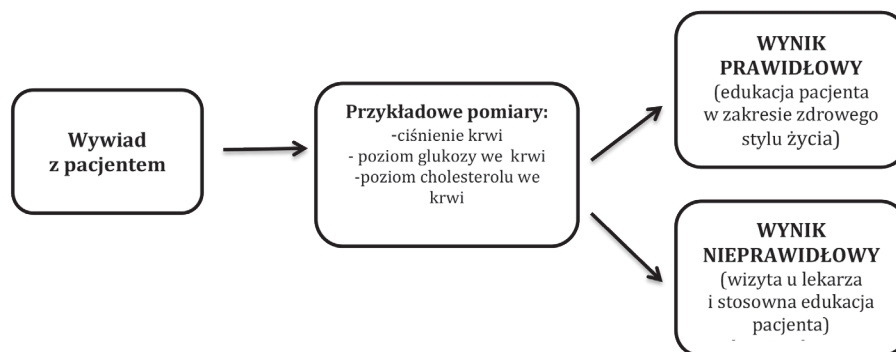 Wywiad
z pacjentem
Przykładowe pomiary:
-ciśnienie krwi
- poziom glukozy we krwi
-poziom cholesterolu we
krwi
WYNIK
PRAWIDŁOWY
(edukacja pacjenta
w zakresie zdrowego
stylu życia)
WYNIK
NIEPRAWIDŁOWY
(wizyta u lekarza
i stosowna edukacja
pacjenta)